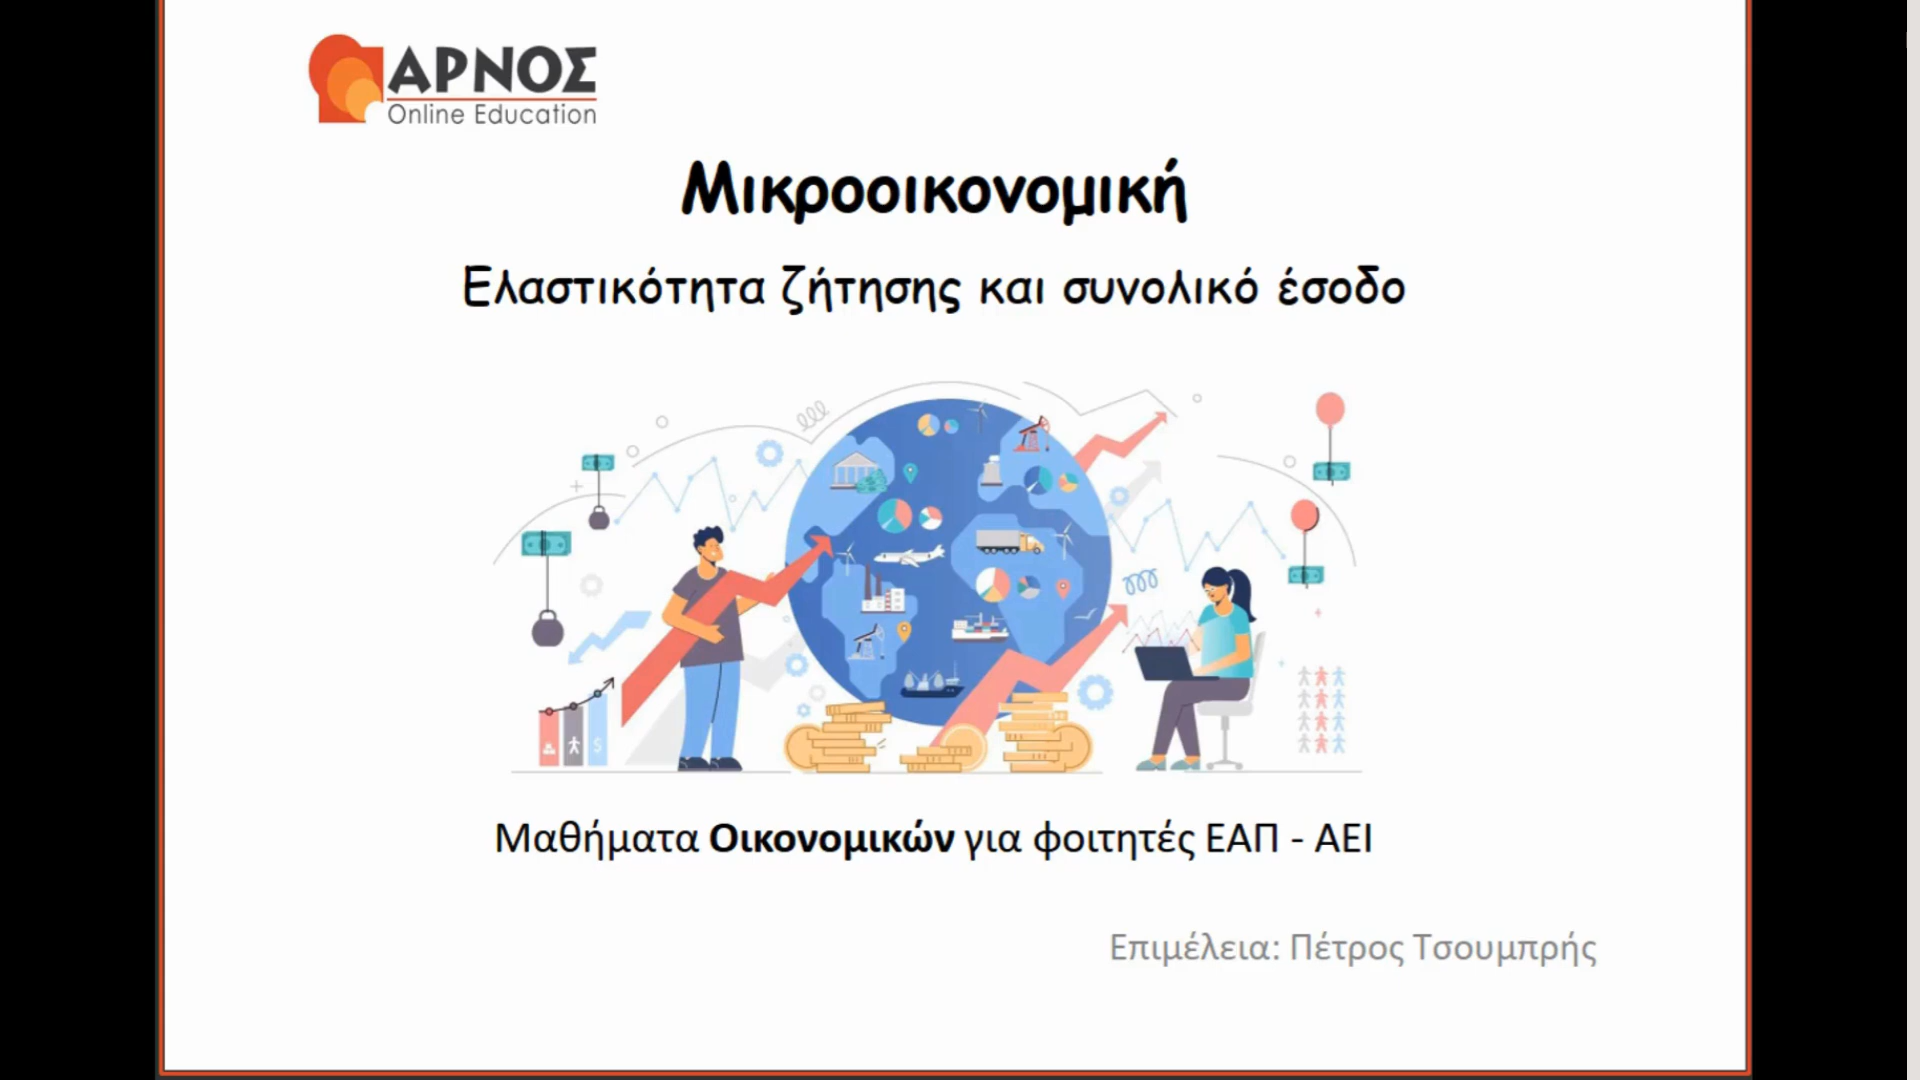 ΑΡΝΟΣ
Online Education
Μικροοικονομική
Ελαστικότητα ζήτησης και συνολικό έσοδο
$
Μαθήματα Οικονομικών για φοιτητές ΕΑΠ - ΑΕΙ
Επιμέλεια: Πέτρος Τσουμπρής